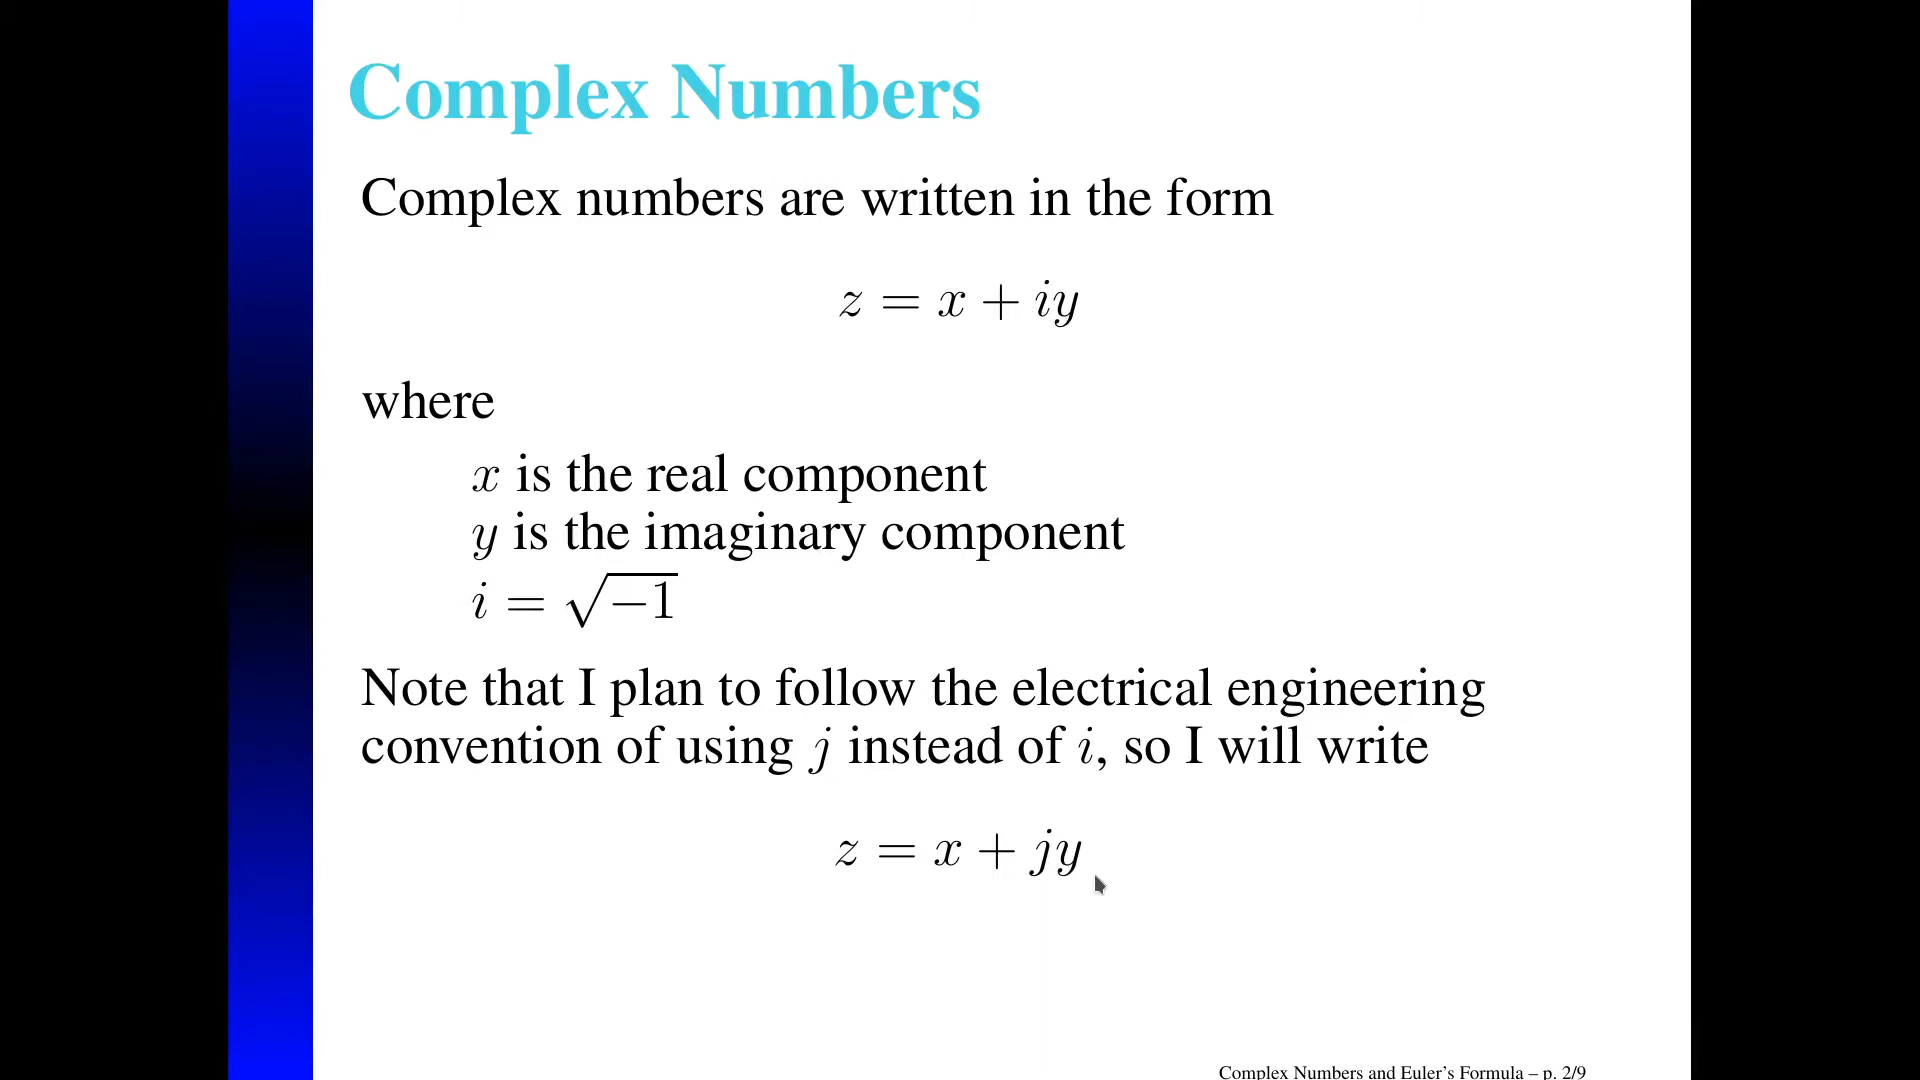 Complex Numbers
Complex numbers are written in the form
z = x + iy
where
x is the real component
y is the imaginary component
i = √−1
Note that I plan to follow the electrical engineering
convention of using j instead of i, so I will write
z = x + jy
Complex Numbers and Euler's Formula – p. 2/9